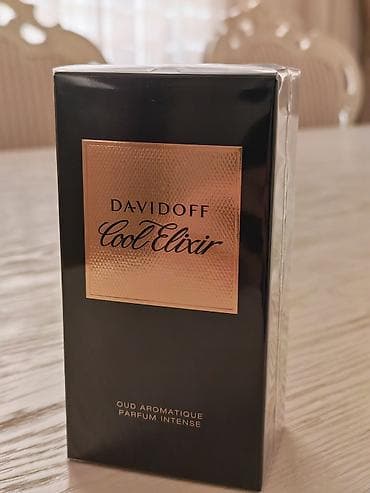 DAVIDOFF
Cool Elixir
OUD AROMATIQUE
PARFUM INTENSE